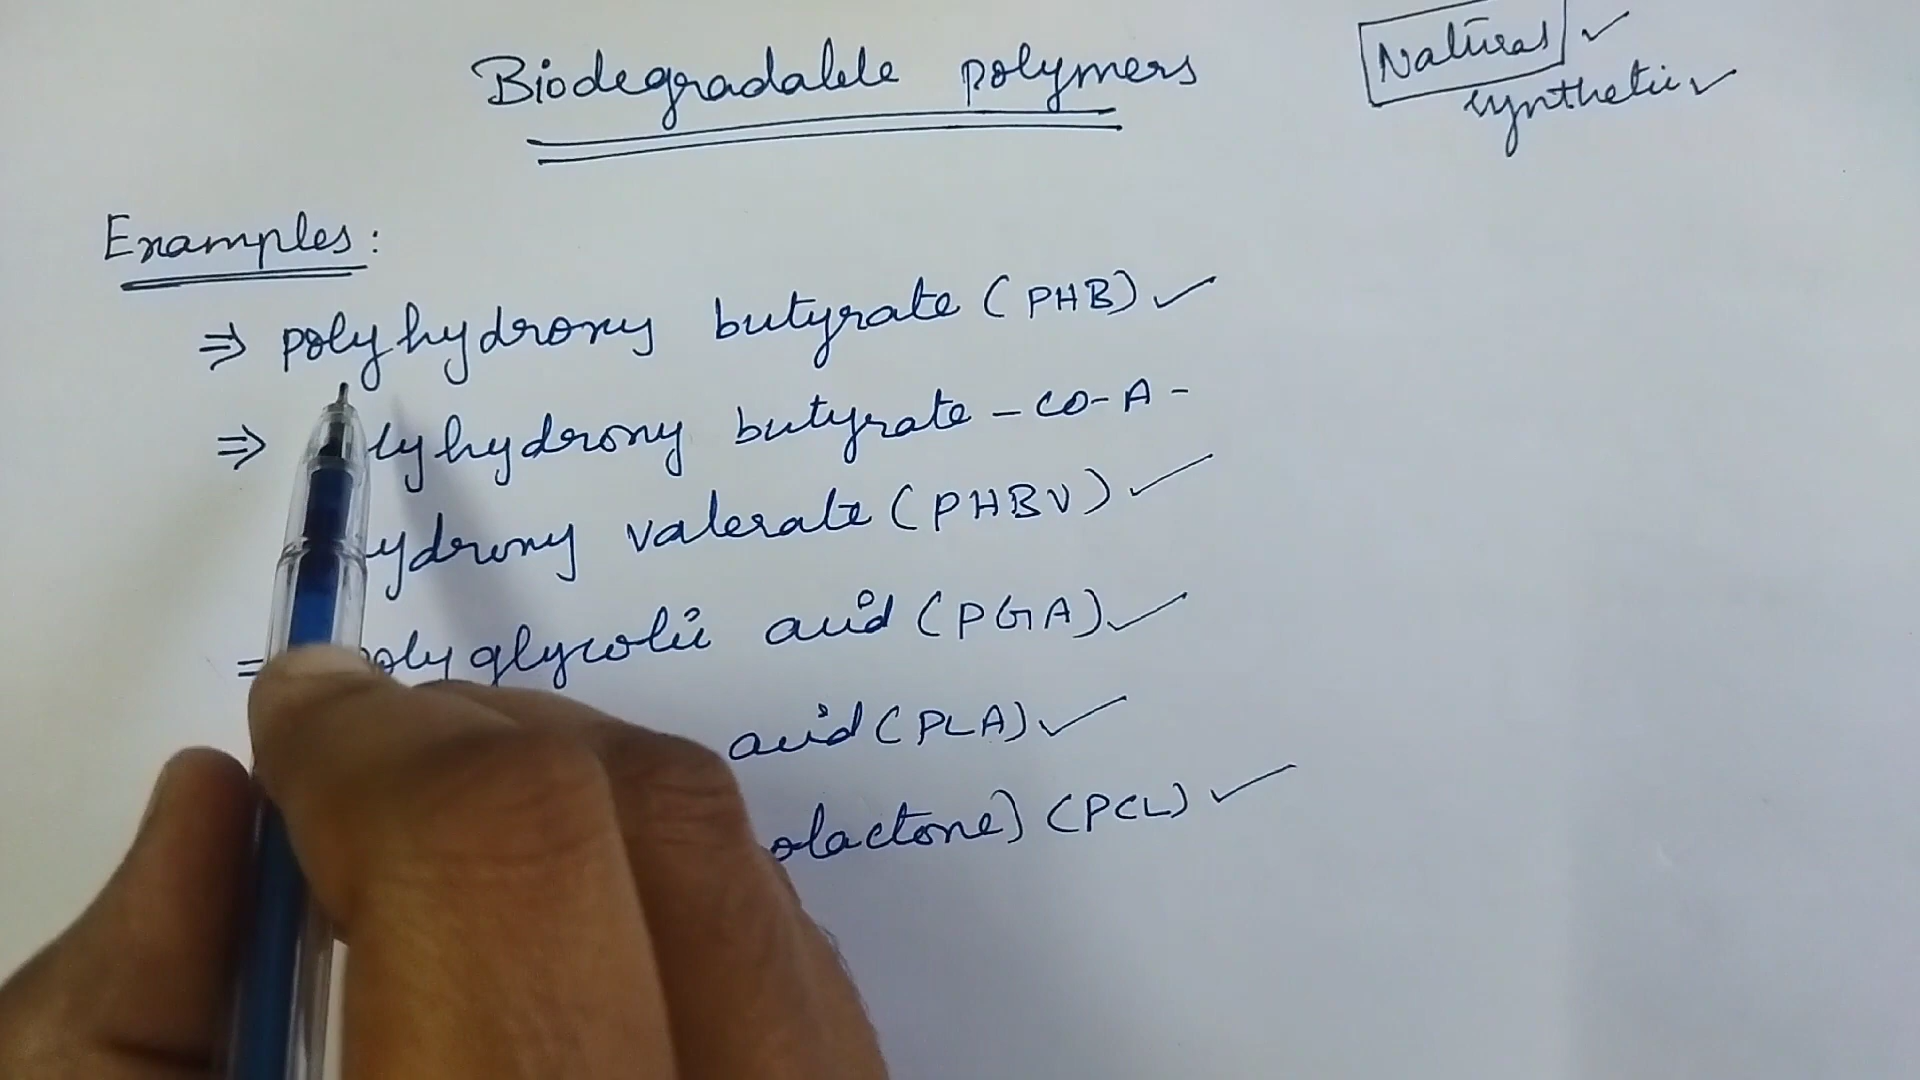 Biodegradable polymers
Natural ✓
synthetic ✓
Examples:
⇒ polyhydroxy butyrate (PHB) ✓
⇒ lyhydroxy butyrate - co-A -
ydroxy valerate (PHBV) ✓
= polyglycolic acid (PGA) ✓
acid (PLA) ✓
olactone) (PCL) ✓